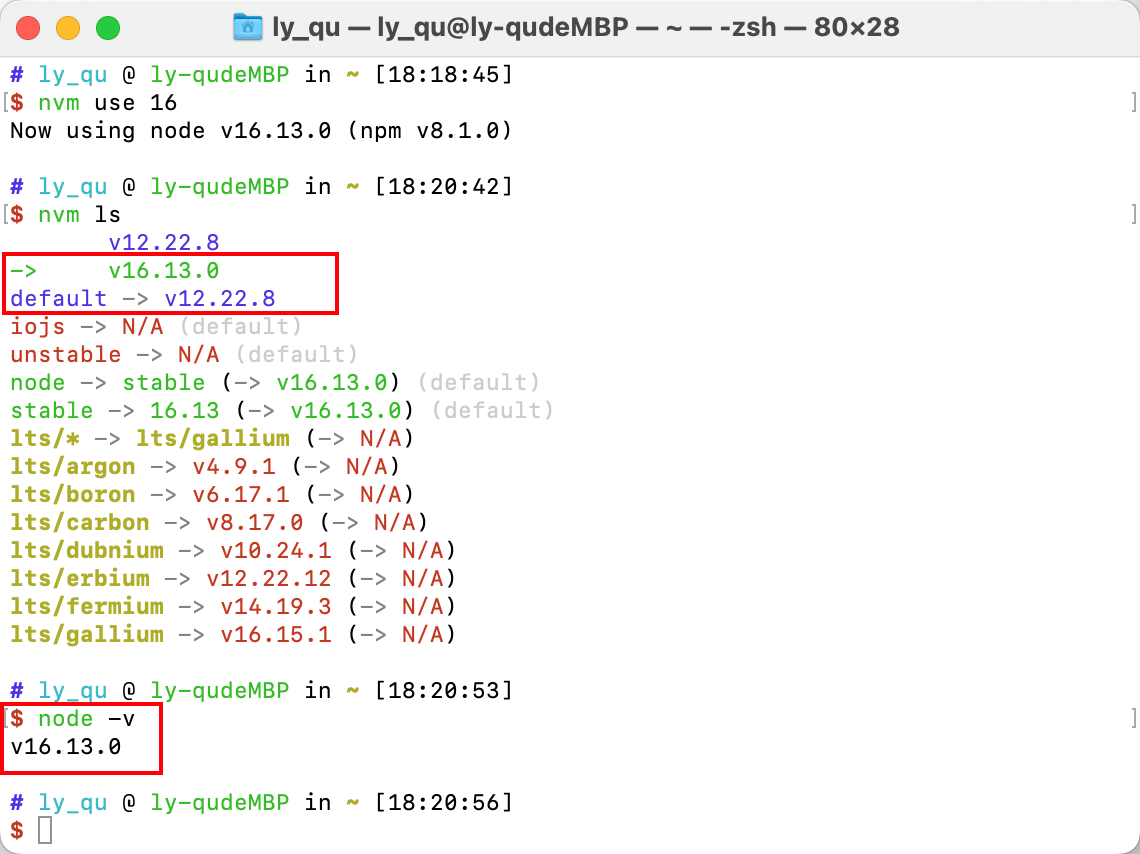 ly_qu — ly_qu@ly-qudeMBP — ~ — -zsh — 80×28
# ly_qu @ ly-qudeMBP in ~ [18:18:45]
[$ nvm use 16 ]
Now using node v16.13.0 (npm v8.1.0)
# ly_qu @ ly-qudeMBP in ~ [18:20:42]
[$ nvm ls ]
v12.22.8
-> v16.13.0
default -> v12.22.8
iojs -> N/A (default)
unstable -> N/A (default)
node -> stable (-> v16.13.0) (default)
stable -> 16.13 (-> v16.13.0) (default)
lts/* -> lts/gallium (-> N/A)
lts/argon -> v4.9.1 (-> N/A)
lts/boron -> v6.17.1 (-> N/A)
lts/carbon -> v8.17.0 (-> N/A)
lts/dubnium -> v10.24.1 (-> N/A)
lts/erbium -> v12.22.12 (-> N/A)
lts/fermium -> v14.19.3 (-> N/A)
lts/gallium -> v16.15.1 (-> N/A)
# ly_qu @ ly-qudeMBP in ~ [18:20:53]
[$ node -v ]
v16.13.0
# ly_qu @ ly-qudeMBP in ~ [18:20:56]
$